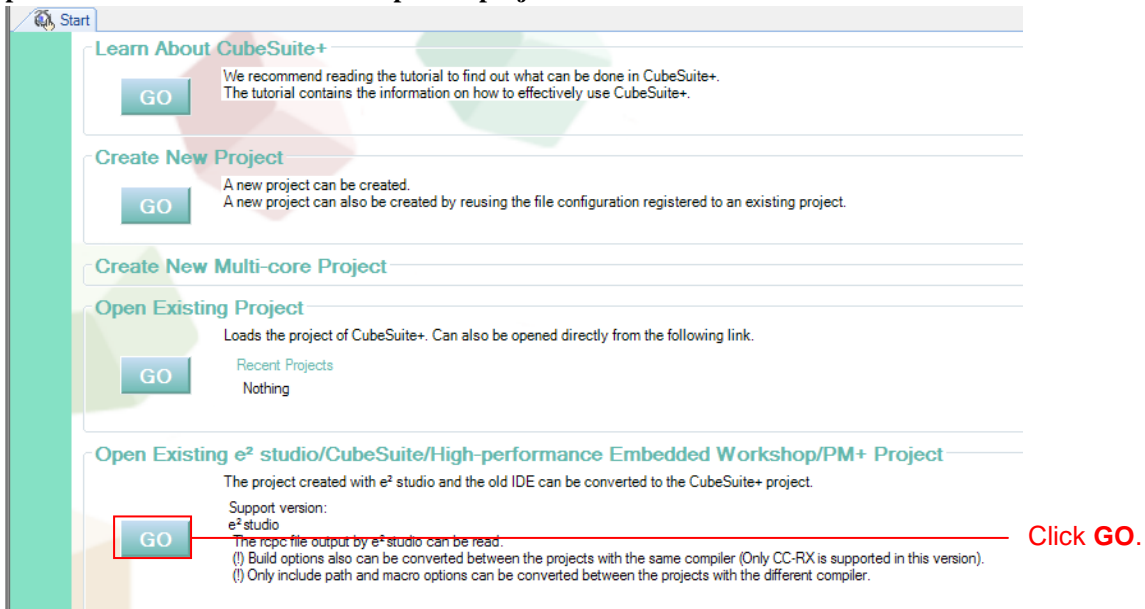 Start
Learn About CubeSuite+
We recommend reading the tutorial to find out what can be done in CubeSuite+.
GO
The tutorial contains the information on how to effectively use CubeSuite+.
Create New Project
A new project can be created.
GO
A new project can also be created by reusing the file configuration registered to an existing project.
Create New Multi-core Project
Open Existing Project
Loads the project of CubeSuite+. Can also be opened directly from the following link.
Recent Projects
GO
Nothing
Open Existing e² studio/CubeSuite/High-performance Embedded Workshop/PM+ Project
The project created with e² studio and the old IDE can be converted to the CubeSuite+ project.
Support version:
e² studio
GO
The rcpc file output by e² studio can be read.
Click GO.
(!) Build options also can be converted between the projects with the same compiler (Only CC-RX is supported in this version).
(!) Only include path and macro options can be converted between the projects with the different compiler.